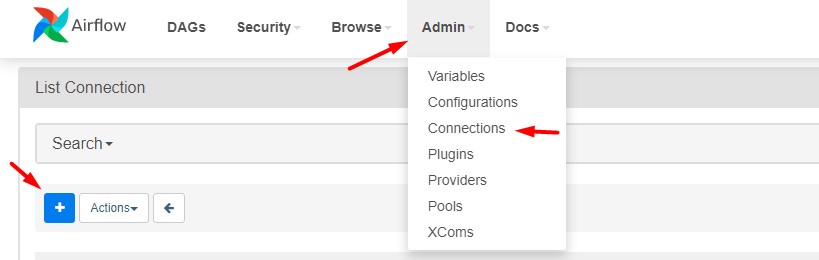 Airflow DAGs Security Browse Admin Docs
List Connection
Search
Actions
Variables
Configurations
Connections
Plugins
Providers
Pools
XComs